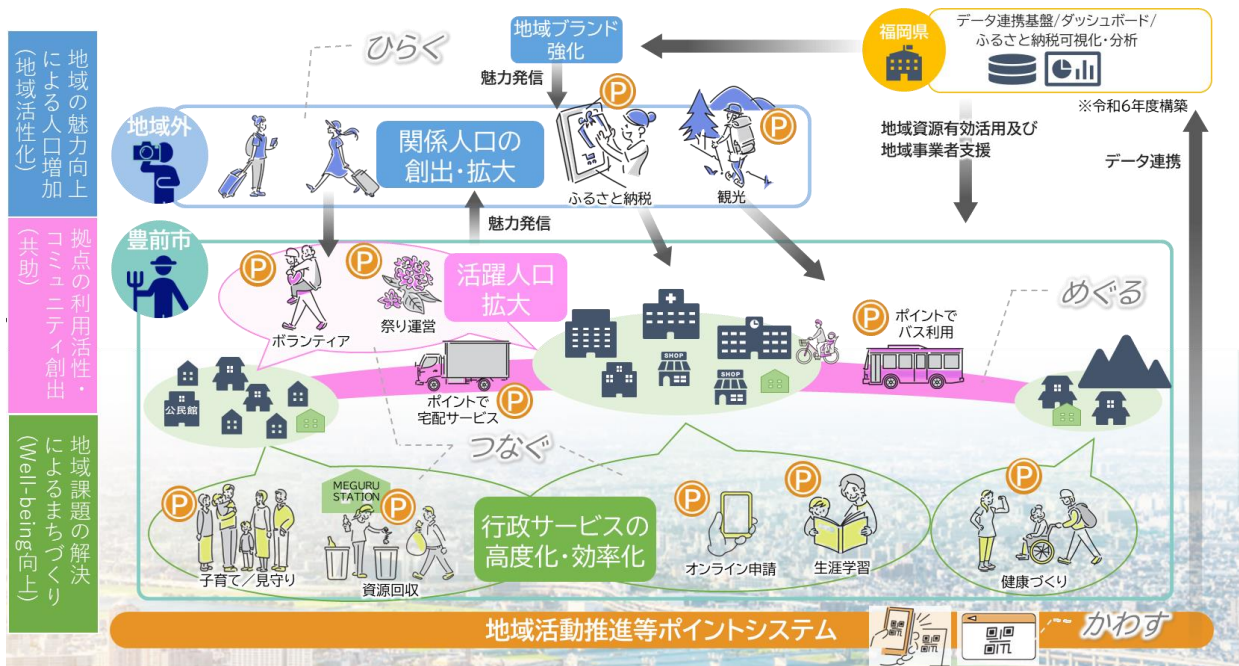 地域の魅力向上
による人口増加
(地域活性化)
拠点の利用活性・
コミュニティ創出
(共助)
地域課題の解決
によるまちづくり
(Well-being向上)
ひらく
地域ブランド
強化
魅力発信
福岡県
データ連携基盤/ダッシュボード/
ふるさと納税可視化・分析
※令和6年度構築
地域資源有効活用及び
地域事業者支援
データ連携
地域外
関係人口の
創出・拡大
P
ふるさと納税
P
観光
魅力発信
豊前市
P
ボランティア
P
祭り運営
活躍人口
拡大
めぐる
P
ポイントで
バス利用
SHOP
SHOP
公民館
ポイントで
宅配サービス
P
つなぐ
P
子育て/見守り
MEGURU
STATION
P
資源回収
行政サービスの
高度化・効率化
P
オンライン申請
P
生涯学習
P
健康づくり
地域活動推進等ポイントシステム
かわす